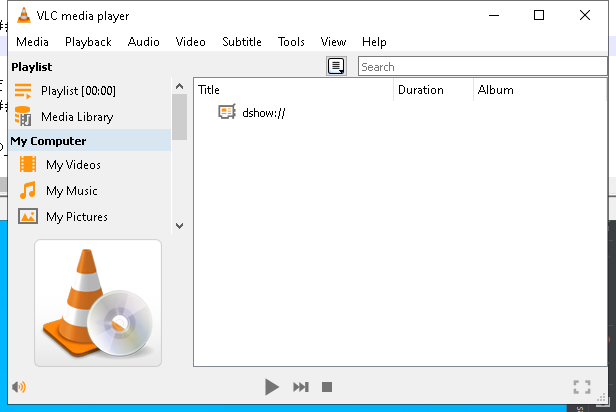 VLC media player
Media Playback Audio Video Subtitle Tools View Help
Playlist
Search
Playlist [00:00]
Media Library
My Computer
My Videos
My Music
My Pictures
Title Duration Album
dshow://